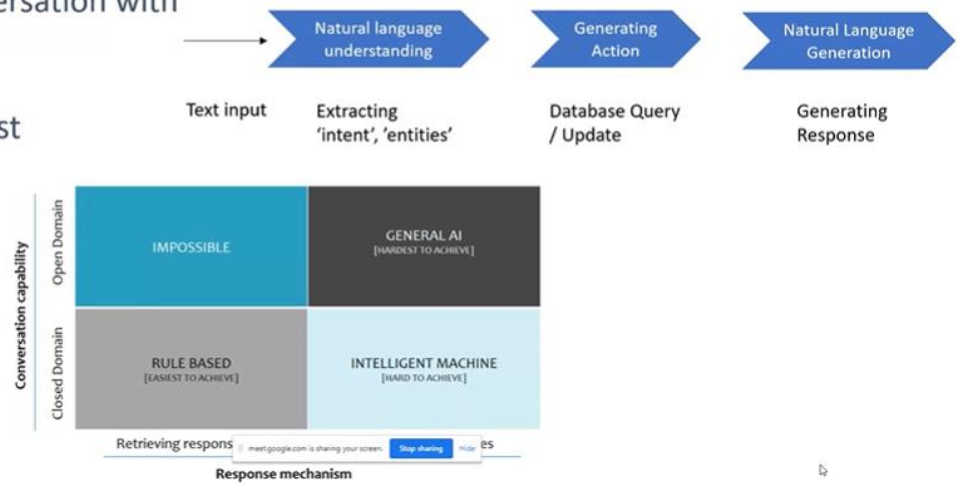 ersation with
Natural language
understanding
Generating
Action
Natural Language
Generation
Text input
Extracting
'intent', 'entities'
Database Query
/ Update
Generating
Response
st
Conversation capability
Open Domain
Closed Domain
IMPOSSIBLE
GENERAL AI
[HARDEST TO ACHIEVE]
RULE BASED
[EASIEST TO ACHIEVE]
INTELLIGENT MACHINE
[HARD TO ACHIEVE]
Retrieving respons
meet.google.com is sharing your screen.
Stop sharing
Hide
es
Response mechanism